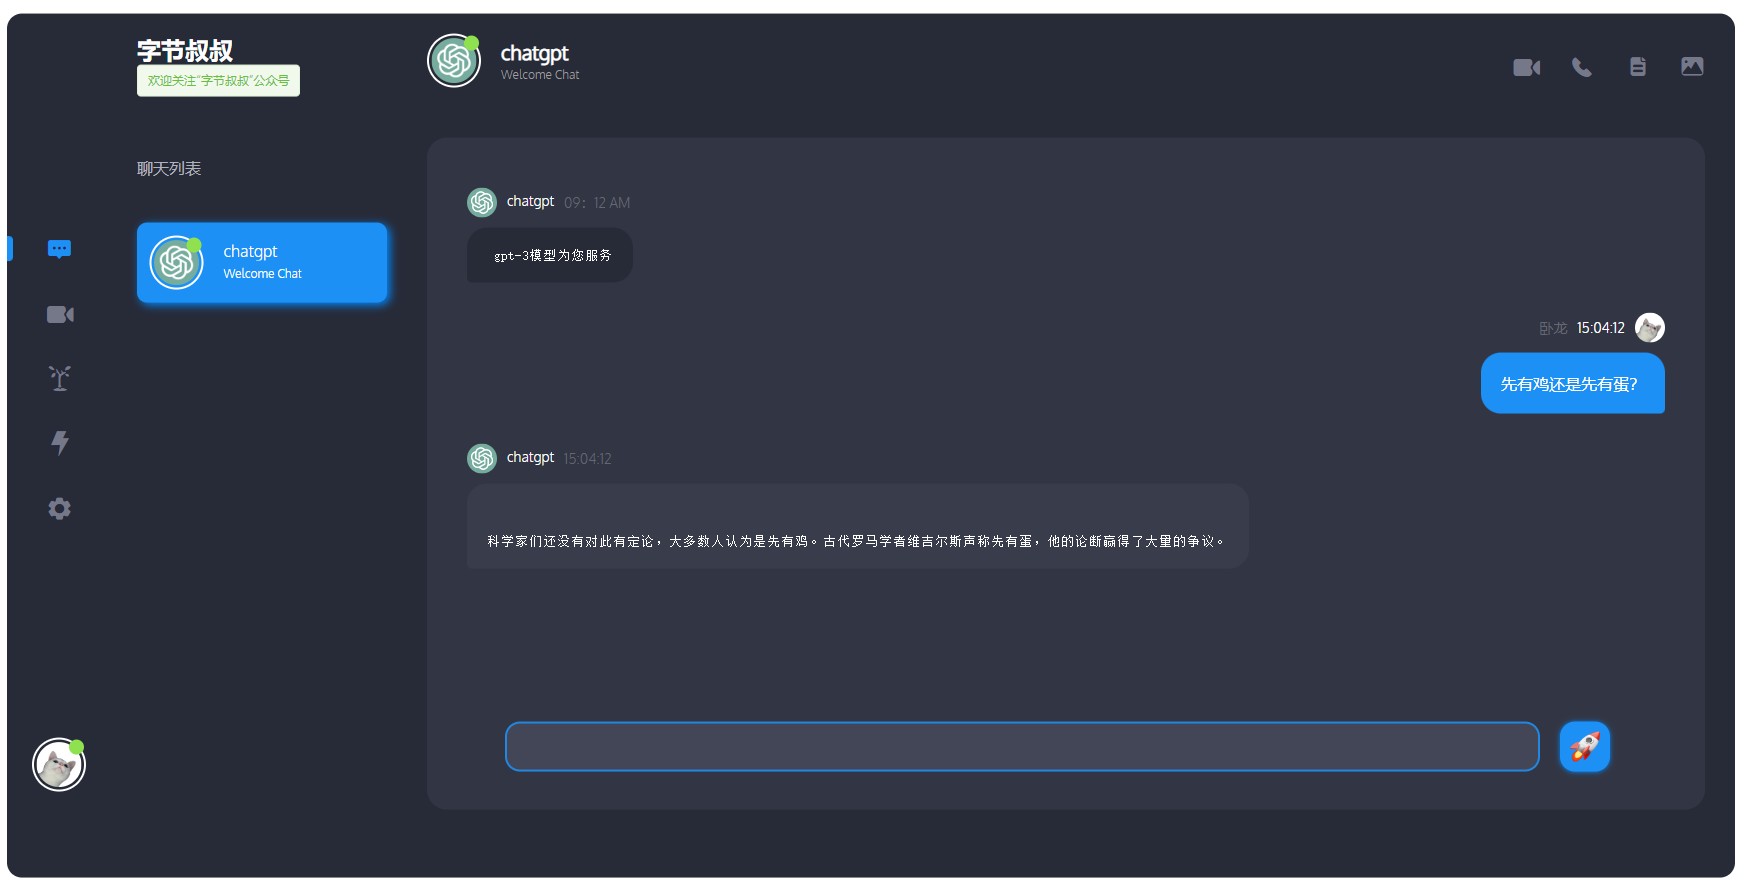 字节叔叔
欢迎关注“字节叔叔”公众号
聊天列表
chatgpt
Welcome Chat
chatgpt
Welcome Chat
chatgpt 09：12 AM
gpt-3模型为您服务
卧龙 15:04:12
先有鸡还是先有蛋?
chatgpt 15:04:12
科学家们还没有对此有定论，大多数人认为是先有鸡。古代罗马学者维吉尔斯声称先有蛋，他的论断赢得了大量的争议。